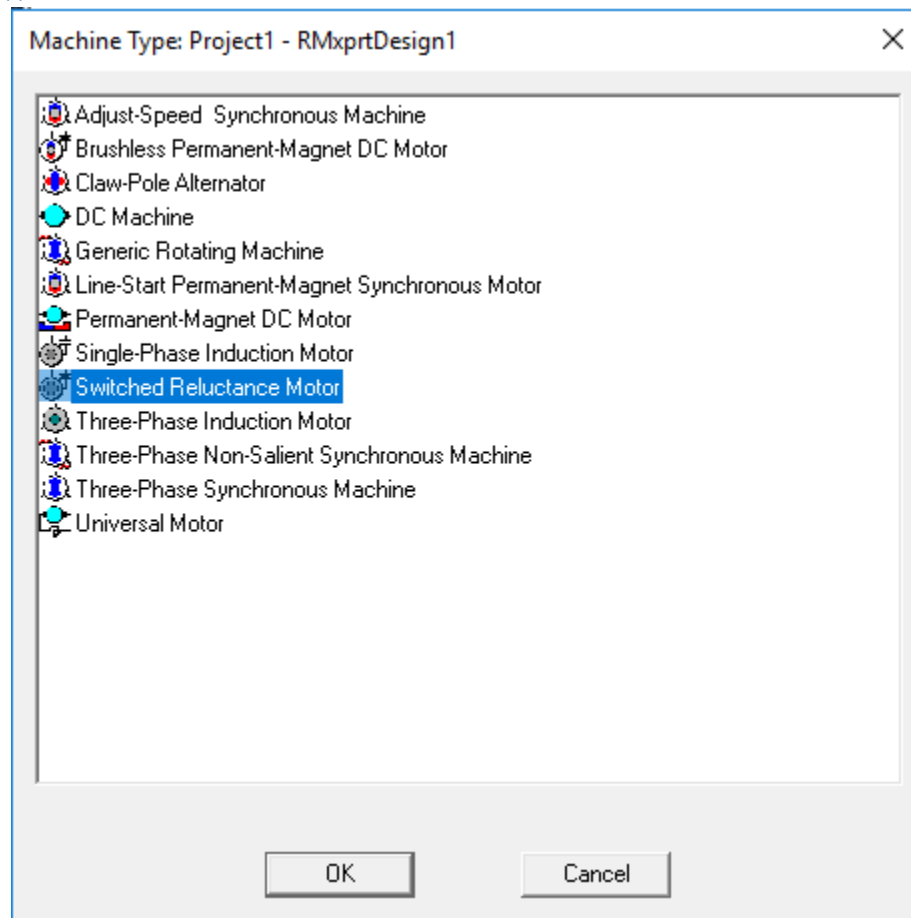 Machine Type: Project1 - RMxprtDesign1
Adjust-Speed  Synchronous Machine
Brushless Permanent-Magnet DC Motor
Claw-Pole Alternator
DC Machine
Generic Rotating Machine
Line-Start Permanent-Magnet Synchronous Motor
Permanent-Magnet DC Motor
Single-Phase Induction Motor
Switched Reluctance Motor
Three-Phase Induction Motor
Three-Phase Non-Salient Synchronous Machine
Three-Phase Synchronous Machine
Universal Motor
OK Cancel